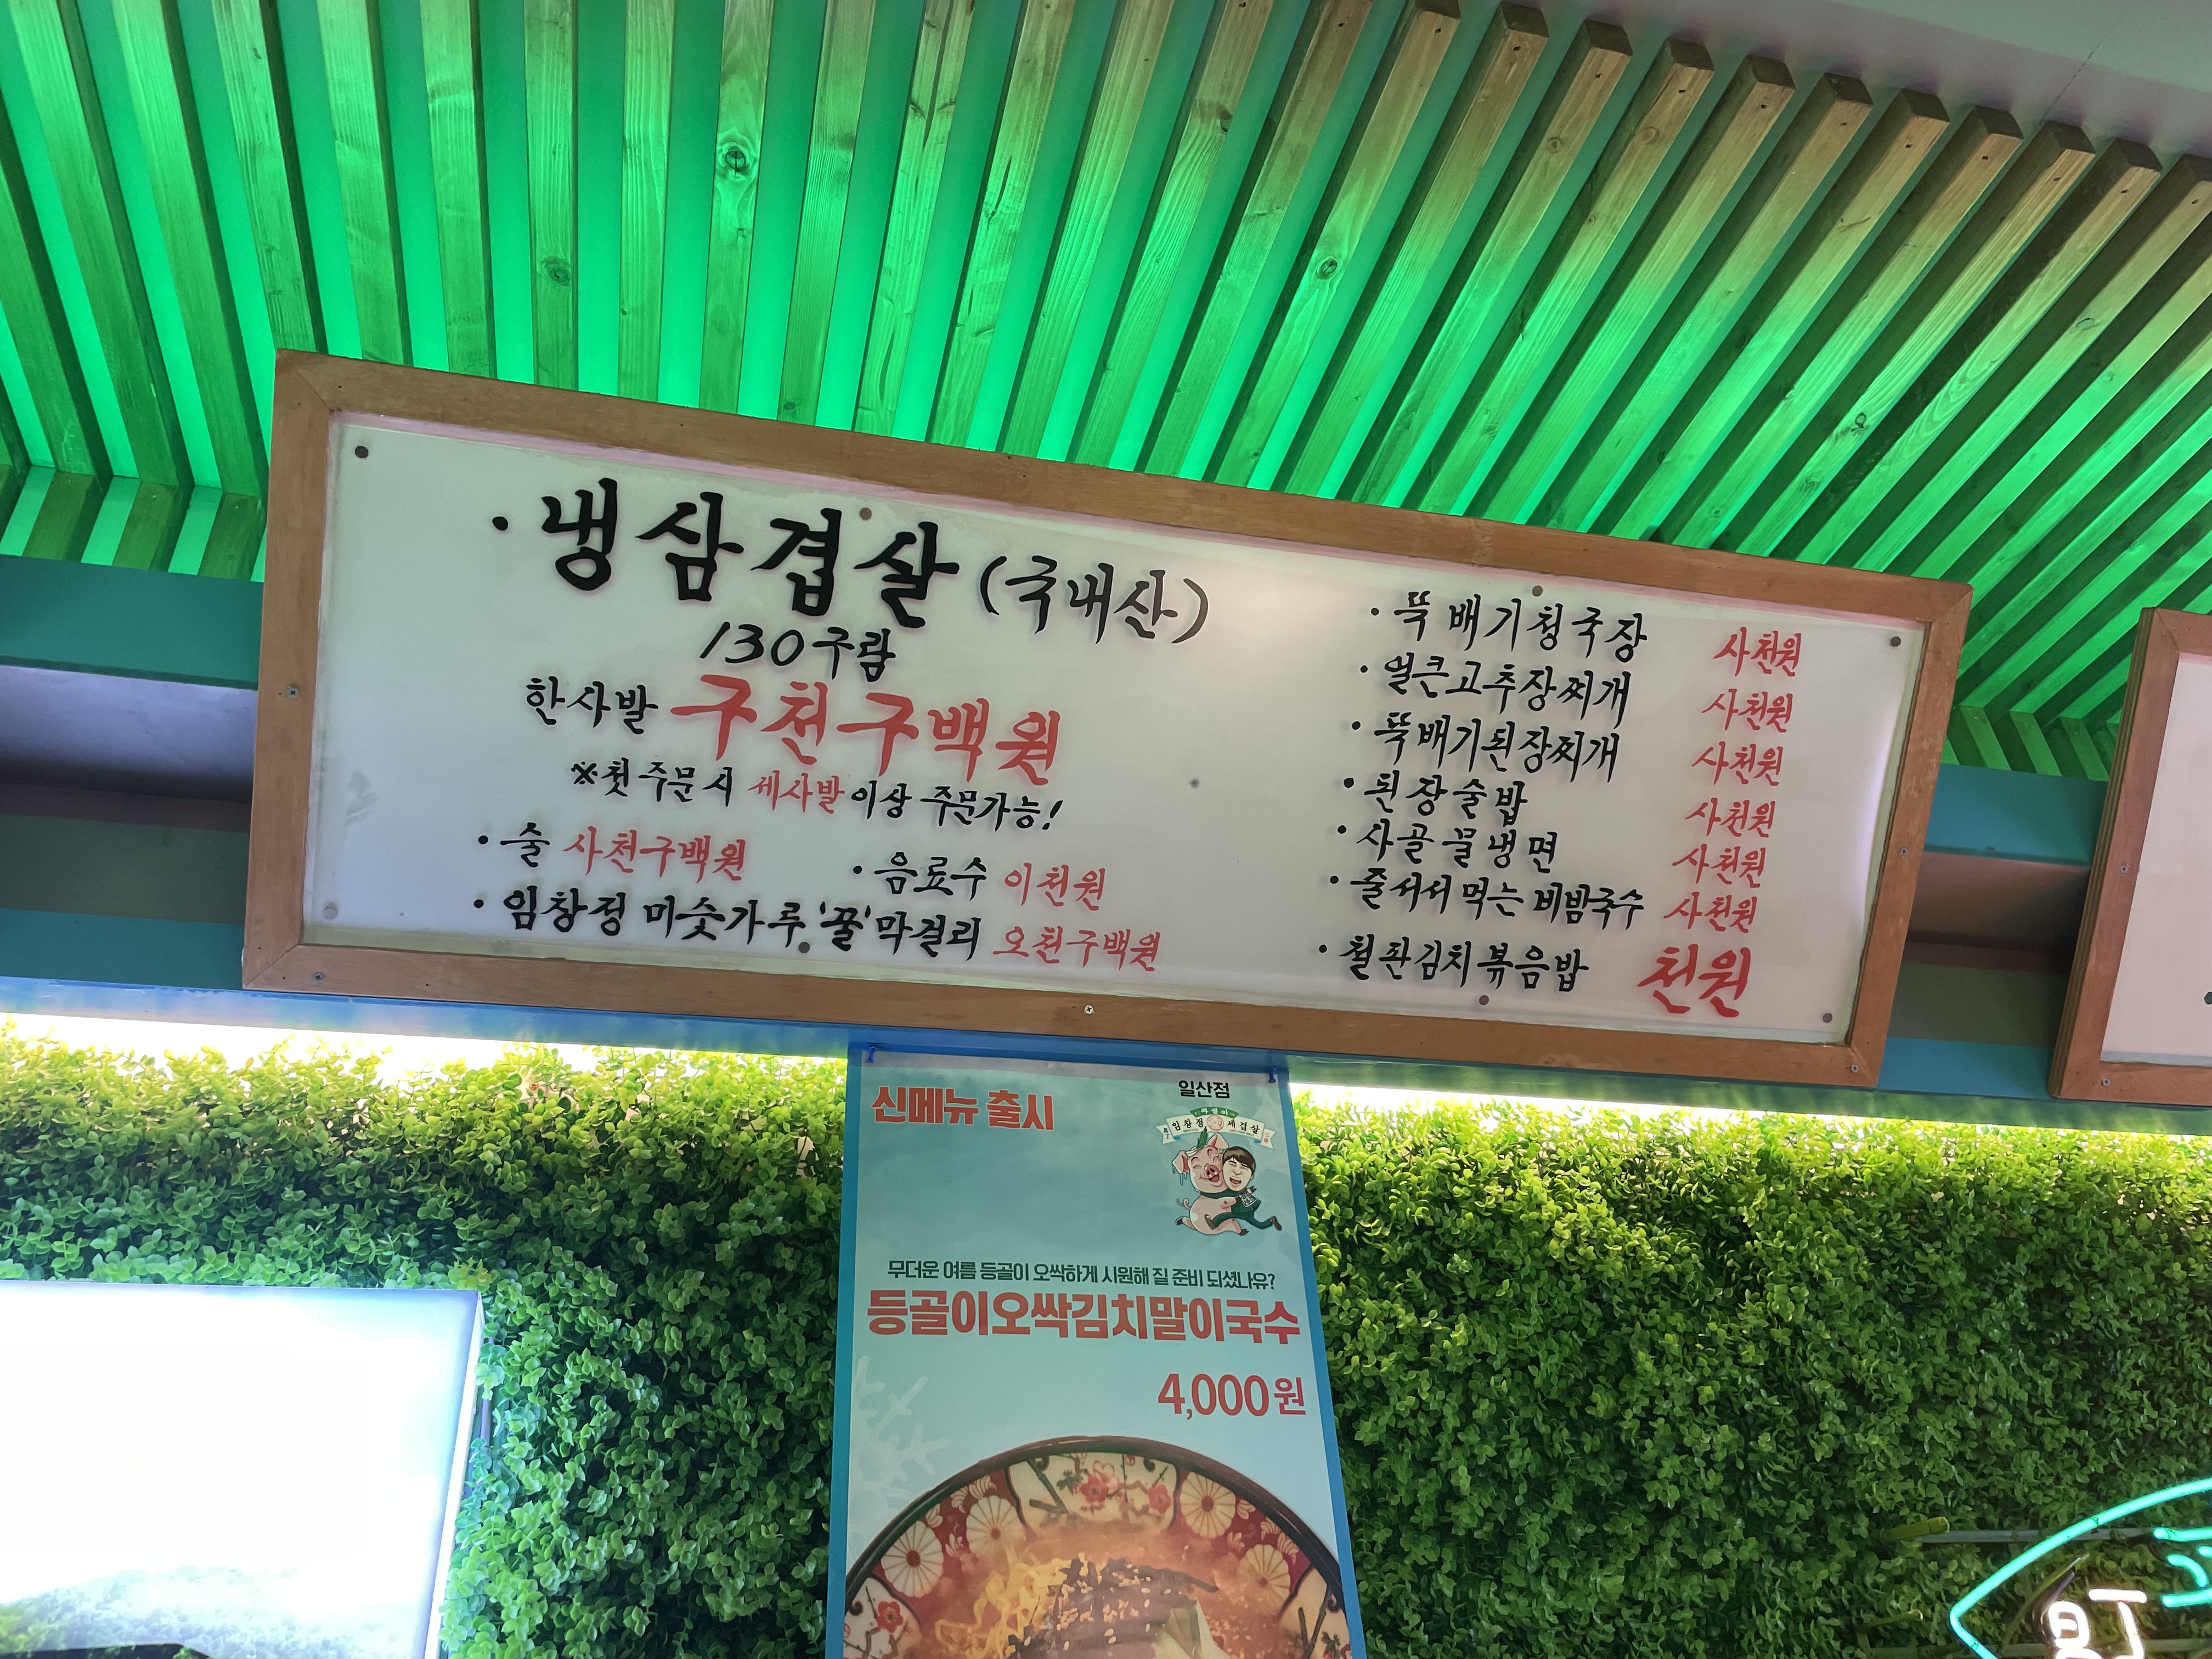 · 냉삼겹살 (국내산)
130구람
한사발 구천구백원
※첫 주문시 세사발 이상 주문가능!
· 술 사천구백원 · 음료수 이천원
· 임창정 미숫가루 '꿀' 막걸리 오천구백원
· 뚝배기청국장 사천원
· 얼큰고추장찌개 사천원
· 뚝배기된장찌개 사천원
· 된장술밥 사천원
· 사골물냉면 사천원
· 줄서서 먹는 비빔국수 사천원
· 철판김치볶음밥 천원
신메뉴 출시
일산점
임창정 세겹살
무더운 여름 등골이 오싹하게 시원해 질 준비 되셨나유?
등골이오싹김치말이국수
4,000원